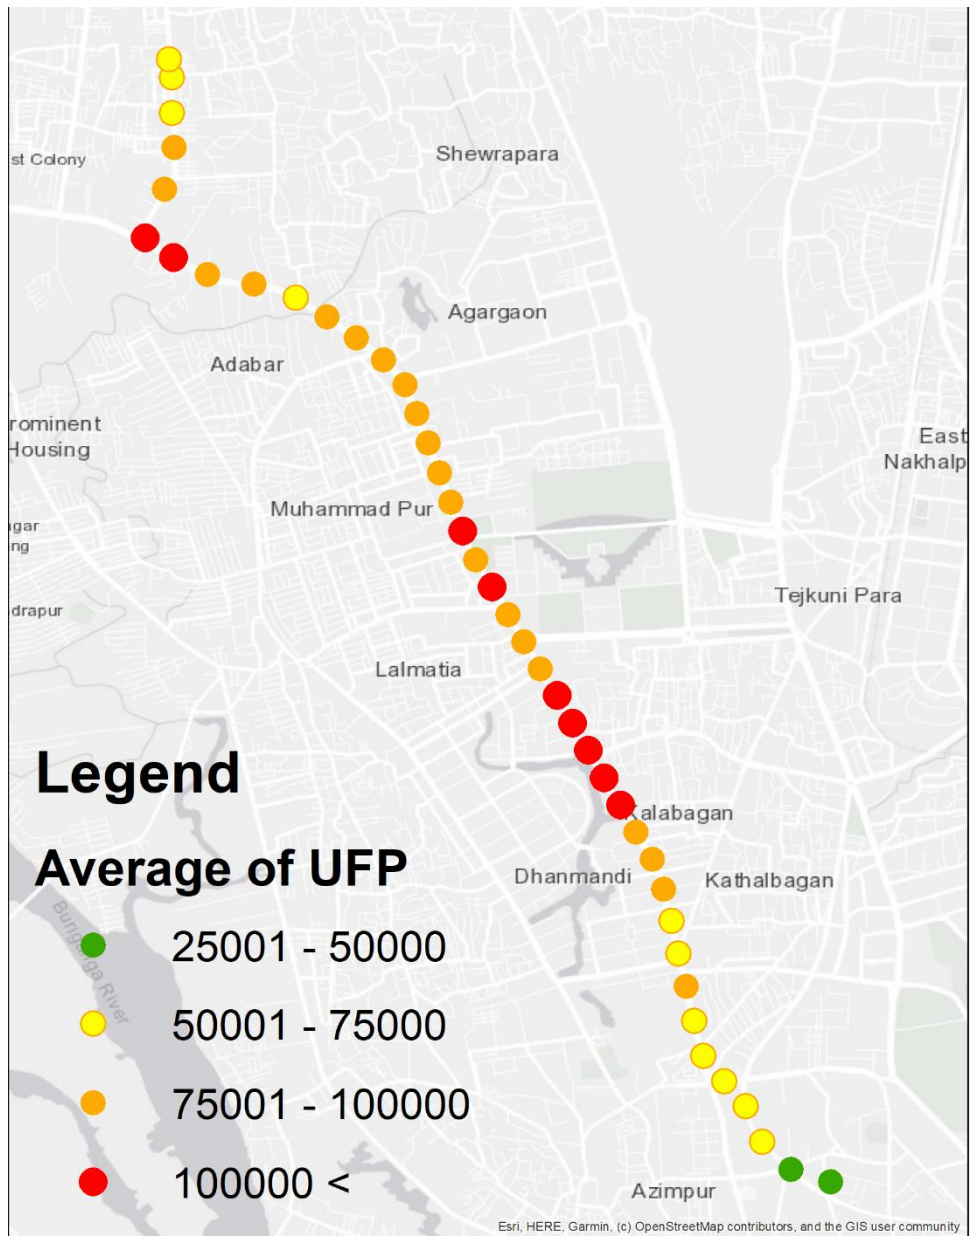 Shewrapara
st Colony
Agargaon
Adabar
rominent
Housing
East
Nakhalp
Muhammad Pur
gar
ng
Tejkuni Para
drapur
Lalmatia
Legend
Kalabagan
Average of UFP
Dhanmandi
Kathalbagan
Buriganga River
25001 - 50000
50001 - 75000
75001 - 100000
100000 <
Azimpur
Esri, HERE, Garmin, (c) OpenStreetMap contributors, and the GIS user community